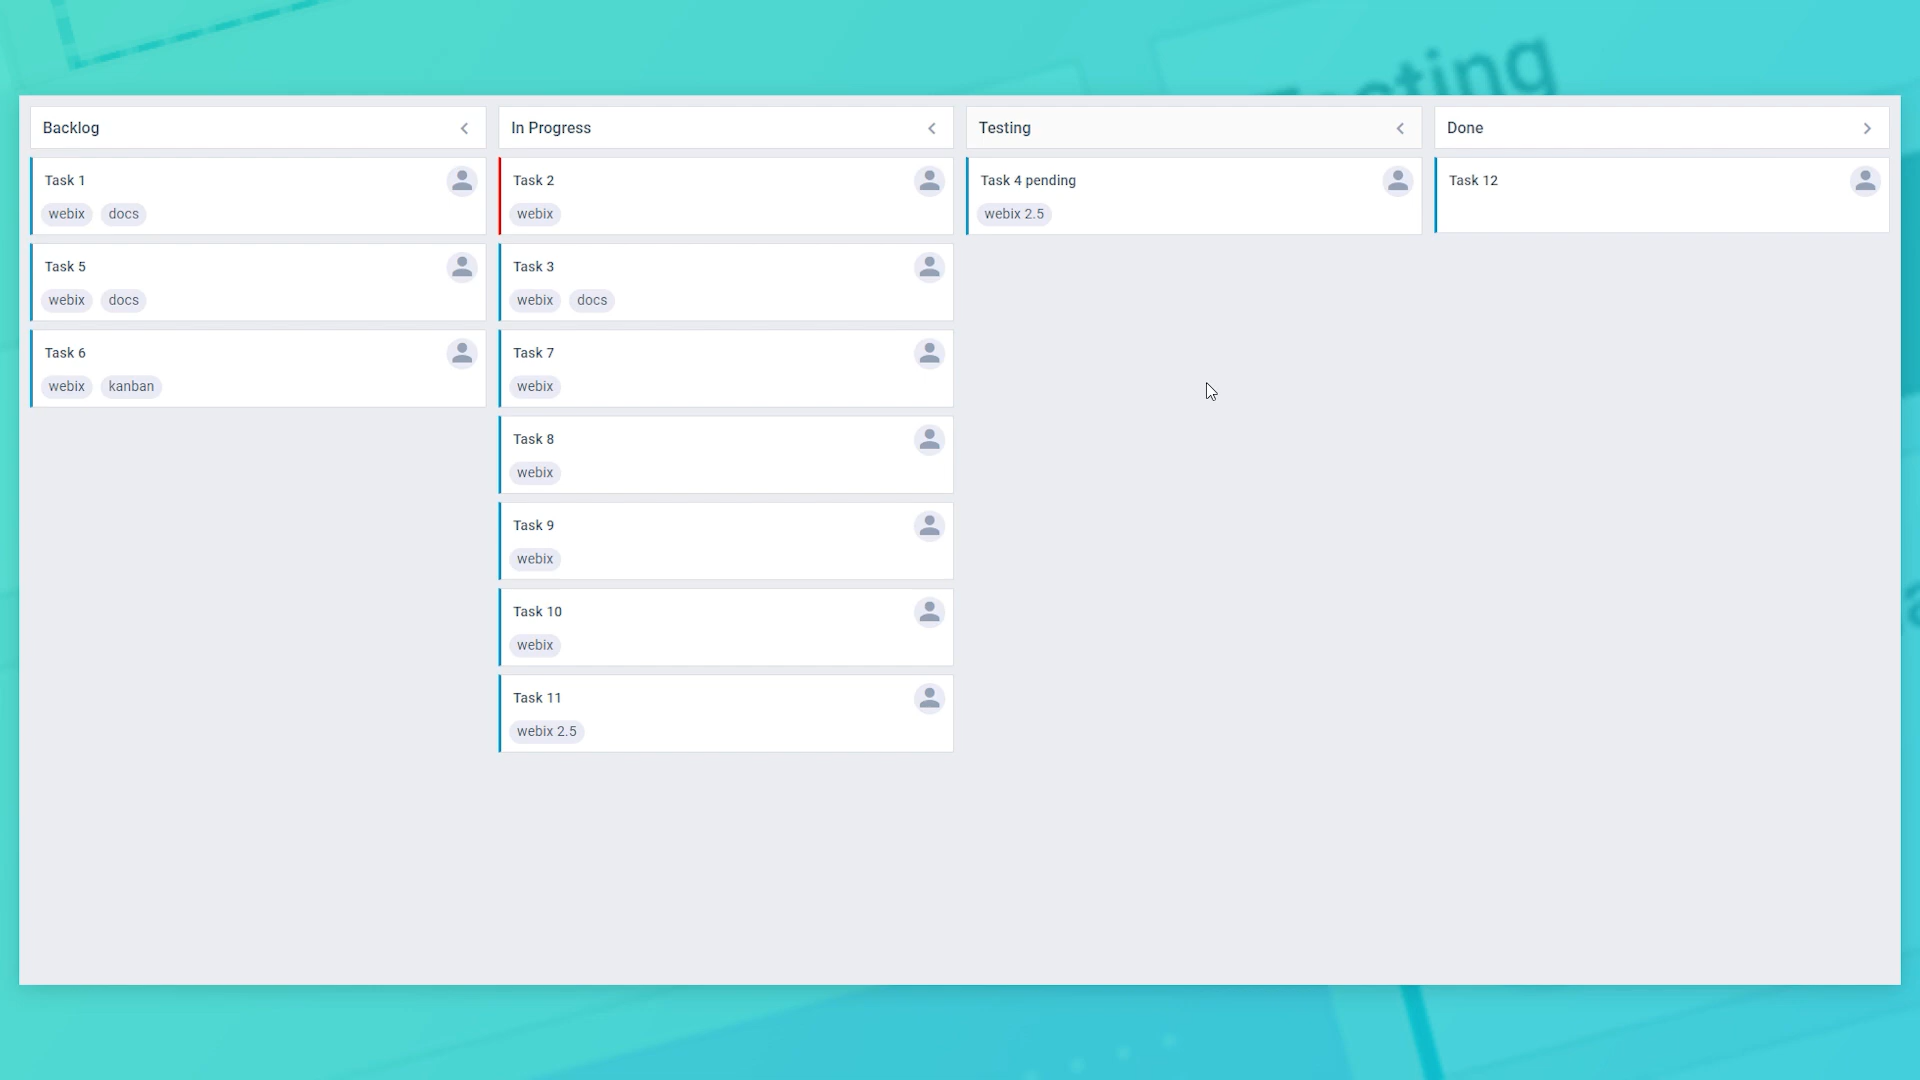 Testing
Backlog
Task 1
webix docs
Task 5
webix docs
Task 6
webix kanban
In Progress
Task 2
webix
Task 3
webix docs
Task 7
webix
Task 8
webix
Task 9
webix
Task 10
webix
Task 11
webix 2.5
Testing
Task 4 pending
webix 2.5
Done
Task 12